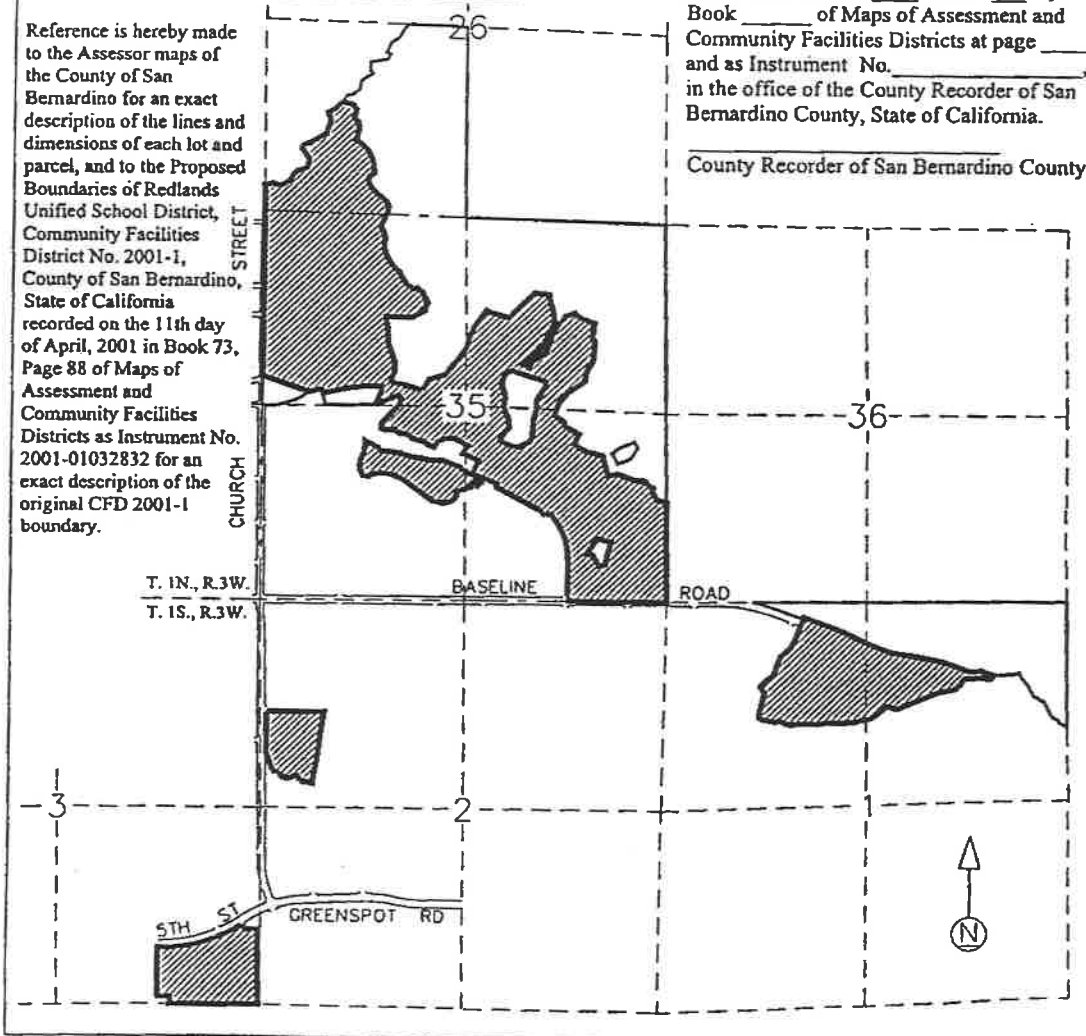 Reference is hereby made
to the Assessor maps of
the County of San
Bernardino for an exact
description of the lines and
dimensions of each lot and
parcel, and to the Proposed
Boundaries of Redlands
Unified School District,
Community Facilities
District No. 2001-1,
County of San Bernardino,
State of California
recorded on the 11th day
of April, 2001 in Book 73,
Page 88 of Maps of
Assessment and
Community Facilities
Districts as Instrument No.
2001-01032832 for an
exact description of the
original CFD 2001-1
boundary.
Book ______ of Maps of Assessment and
Community Facilities Districts at page ____
and as Instrument No.______________,
in the office of the County Recorder of San
Bernardino County, State of California.
County Recorder of San Bernardino County
26
CHURCH STREET
35
36
T. 1N., R.3W.
T. 1S., R.3W.
BASELINE ROAD
3
2
1
5TH ST
GREENSPOT RD
N